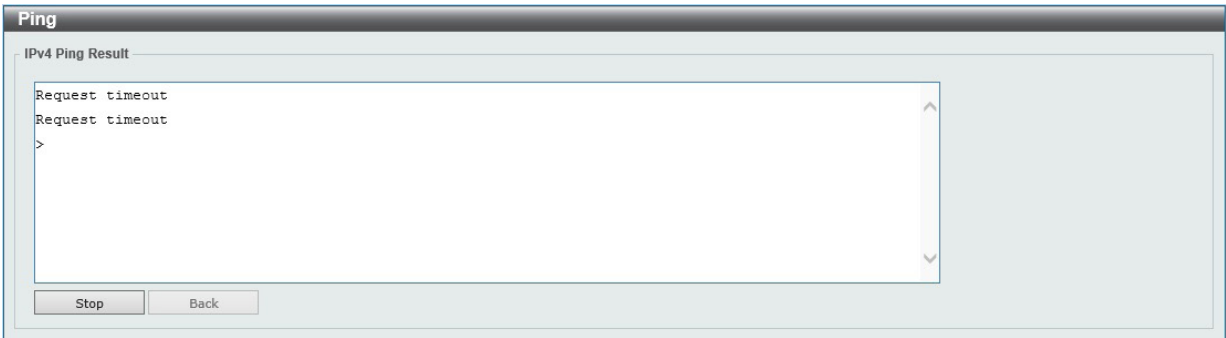 Ping
IPv4 Ping Result
Request timeout
Request timeout
>
Stop
Back